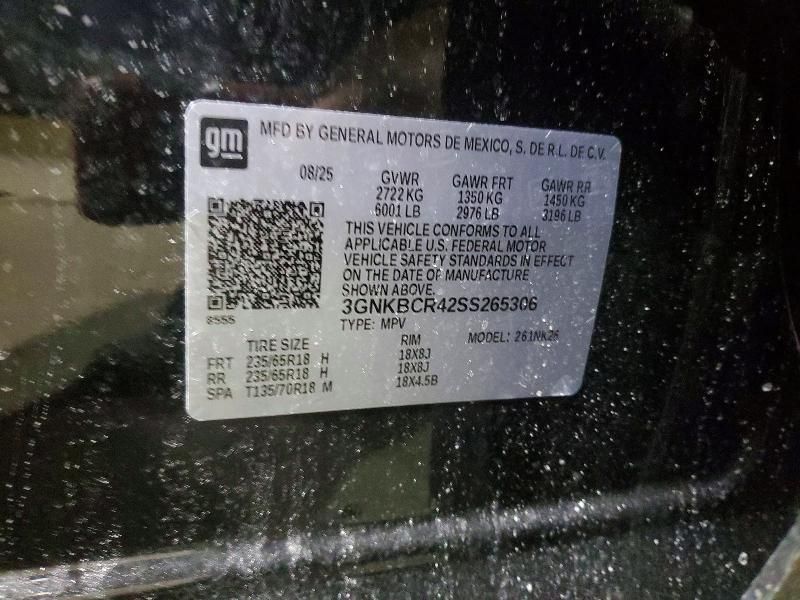 gm
MFD BY GENERAL MOTORS DE MEXICO, S. DE R.L. DE C.V.
08/25 GVWR GAWR FRT GAWR RR
2722 KG 1350 KG 1450 KG
6001 LB 2976 LB 3196 LB
THIS VEHICLE CONFORMS TO ALL
APPLICABLE U.S. FEDERAL MOTOR
VEHICLE SAFETY STANDARDS IN EFFECT
ON THE DATE OF MANUFACTURE
SHOWN ABOVE.
3GNKBCR42SS265306
TYPE: MPV MODEL:
TIRE SIZE RIM
FRT 235/65R18 H 18X8J
RR 235/65R18 H 18X8J
SPA T135/70R18 M 18X4.5B